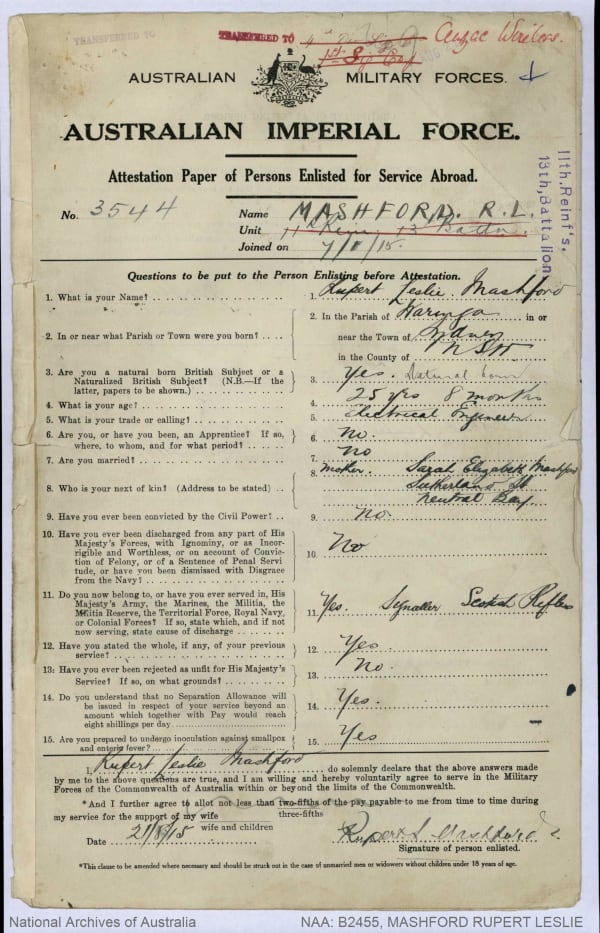 TRANSFERRED TO
TRANSFERRED TO Anzac Wireless.
1st Sig
AUSTRALIAN MILITARY FORCES.
AUSTRALIAN IMPERIAL FORCE.
Attestation Paper of Persons Enlisted for Service Abroad.
11th, Reinf's.
13th, Battalion
No. 3544
Name MASHFORD. R. L.
Unit 11th Rein. 13 Battn.
Joined on 7/8/15.
Questions to be put to the Person Enlisting before Attestation.
1. What is your Name? 1. Rupert Leslie Mashford
2. In or near what Parish or Town were you born? 2. In the Parish of in or
near the Town of Sydney
in the County of NSW
3. Are you a natural born British Subject or a
Naturalized British Subject? (N.B.—If the
latter, papers to be shown.) 3. Yes. Natural born
4. What is your age? 4. 25 yrs 8 months
5. What is your trade or calling? 5. Electrical Engineer
6. Are you, or have you been, an Apprentice? If so,
where, to whom, and for what period? 6. No.
7. Are you married? 7. No
8. Who is your next of kin? (Address to be stated) 8. Mother. Sarah Elizabeth Mashford
Sutherland St.
Neutral Bay
9. Have you ever been convicted by the Civil Power? 9. No.
10. Have you ever been discharged from any part of His
Majesty's Forces, with Ignominy, or as Incor-
rigible and Worthless, or on account of Convic-
tion of Felony, or of a Sentence of Penal Servi
tude, or have you been dismissed with Disgrace
from the Navy? 10. No
11. Do you now belong to, or have you ever served in, His
Majesty's Army, the Marines, the Militia, the
Militia Reserve, the Territorial Force, Royal Navy,
or Colonial Forces? If so, state which, and if not
now serving, state cause of discharge 11. Yes. Signaller Scottish Rifles
12. Have you stated the whole, if any, of your previous
service? 12. Yes
13. Have you ever been rejected as unfit for His Majesty's
Service? If so, on what grounds? 13. No.
14. Do you understand that no Separation Allowance will
be issued in respect of your service beyond an
amount which together with Pay would reach
eight shillings per day. 14. Yes.
15. Are you prepared to undergo inoculation against smallpox
and enteric fever? 15. Yes
I, Rupert Leslie Mashford do solemnly declare that the above answers made
by me to the above questions are true, and I am willing and hereby voluntarily agree to serve in the Military
Forces of the Commonwealth of Australia within or beyond the limits of the Commonwealth.
*And I further agree to allot not less than two-fifths of the pay payable to me from time to time during
three-fifths
my service for the support of my wife
wife and children
Date 21/8/15
Rupert L Mashford
Signature of person enlisted.
*This clause to be amended where necessary and should be struck out in the case of unmarried men or widowers without children under 18 years of age.
National Archives of Australia NAA: B2455, MASHFORD RUPERT LESLIE